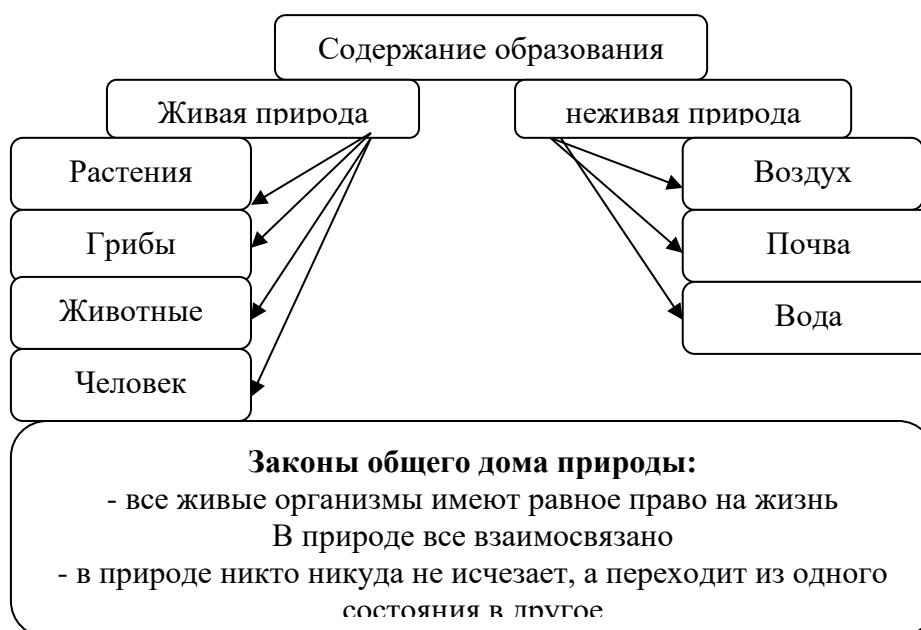 Содержание образования
Живая природа
неживая природа
Растения
Воздух
Грибы
Почва
Животные
Вода
Человек
Законы общего дома природы:
- все живые организмы имеют равное право на жизнь
В природе все взаимосвязано
- в природе никто никуда не исчезает, а переходит из одного
состояния в другое